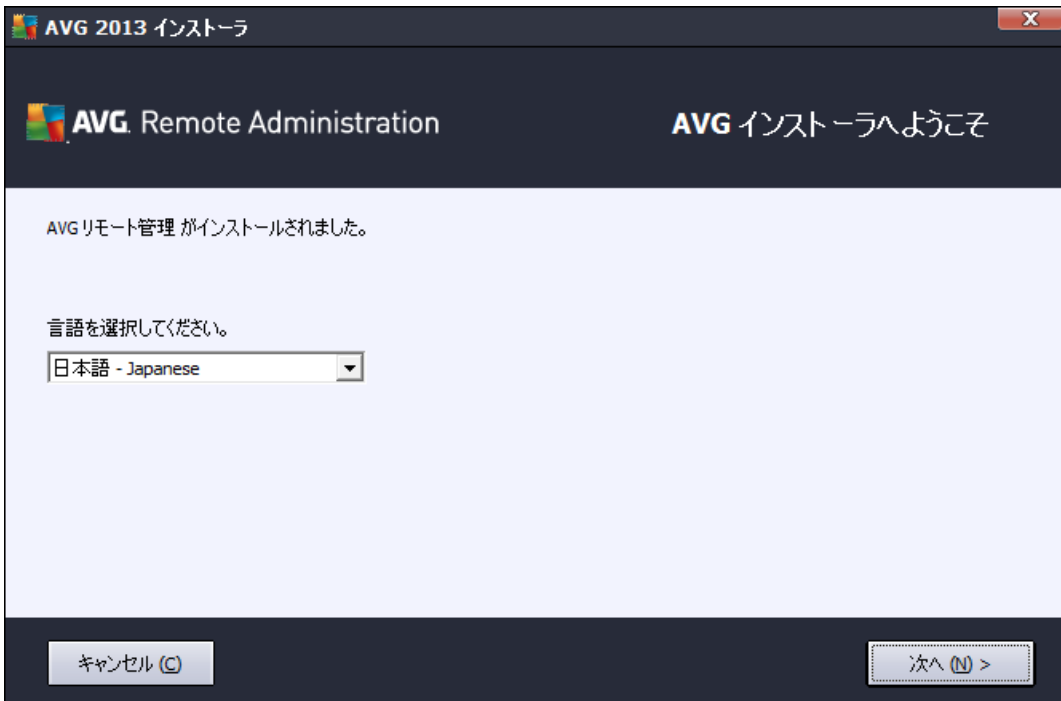 AVG 2013 インストーラ
X
AVG. Remote Administration
AVG インストーラへようこそ
AVG リモート管理 がインストールされました。
言語を選択してください。
日本語 - Japanese
キャンセル (C)
次へ (N) >